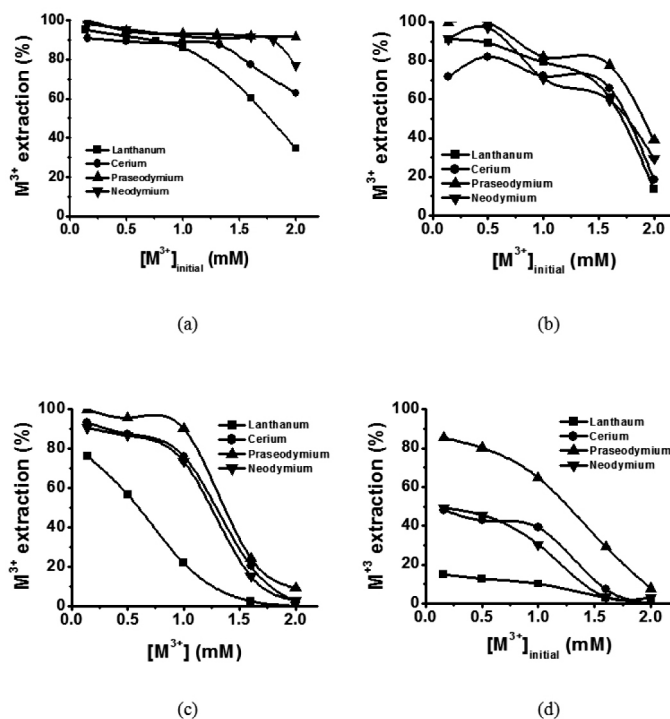 M³⁺ extraction (%)
100
80
60
40
20
0
Lanthanum
Cerium
Praseodymium
Neodymium
0.0 0.5 1.0 1.5 2.0
[M³⁺]initial (mM)
(a)
M³⁺ extraction (%)
100
80
60
40
20
0
Lanthanum
Cerium
Praseodymium
Neodymium
0.0 0.5 1.0 1.5 2.0
[M³⁺]initial (mM)
(b)
M³⁺ extraction (%)
100
80
60
40
20
0
Lanthanum
Cerium
Praseodymium
Neodymium
0.0 0.5 1.0 1.5 2.0
[M³⁺] (mM)
(c)
M⁺³ extraction (%)
100
80
60
40
20
0
Lanthaum
Cerium
Praseodymium
Neodymium
0.0 0.5 1.0 1.5 2.0
[M³⁺]initial (mM)
(d)